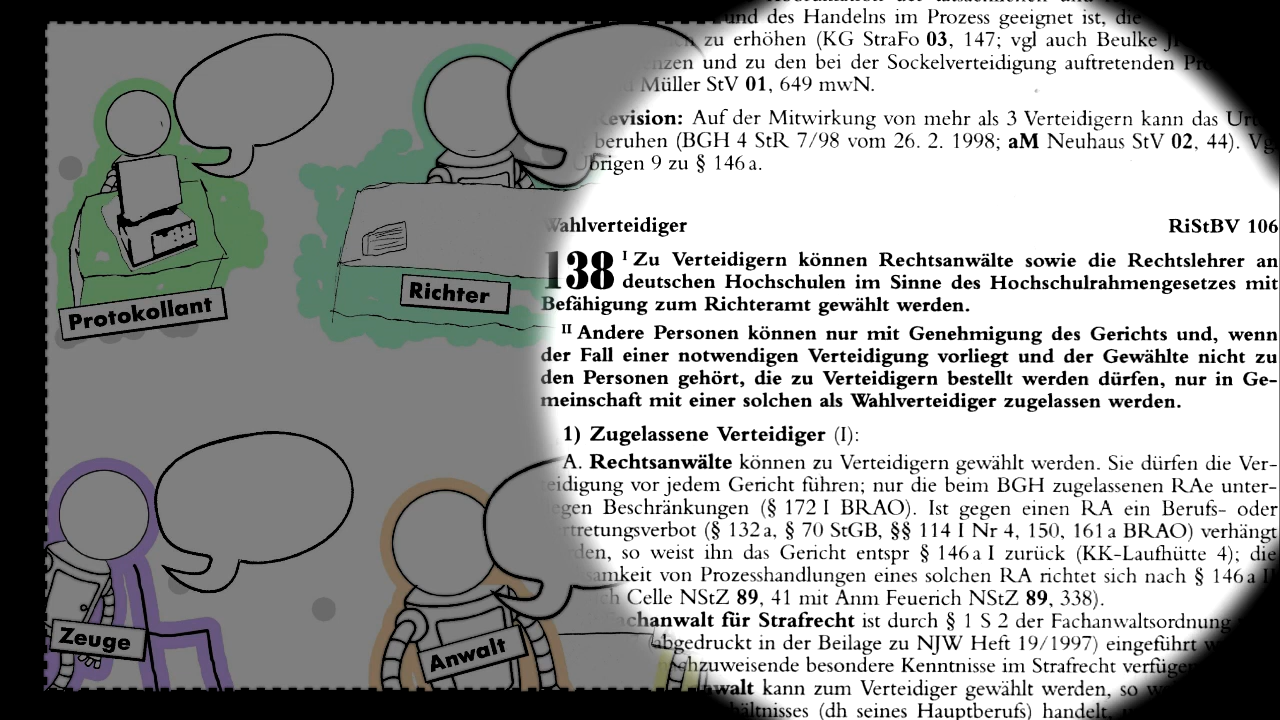 Protokollant
Richter
Zeuge
Anwalt
und des Handelns im Prozess geeignet ist, die
zu erhöhen (KG StraFo 03, 147; vgl auch Beulke
und zu den bei der Sockelverteidigung auftretenden
Müller StV 01, 649 mwN.
evision: Auf der Mitwirkung von mehr als 3 Verteidigern kann das
beruhen (BGH 4 StR 7/98 vom 26. 2. 1998; aM Neuhaus StV 02, 44).
Übrigen 9 zu § 146 a.
Wahlverteidiger RiStBV 106
138 I Zu Verteidigern können Rechtsanwälte sowie die Rechtslehrer an
deutschen Hochschulen im Sinne des Hochschulrahmengesetzes mit
Befähigung zum Richteramt gewählt werden.
II Andere Personen können nur mit Genehmigung des Gerichts und, wenn
der Fall einer notwendigen Verteidigung vorliegt und der Gewählte nicht zu
den Personen gehört, die zu Verteidigern bestellt werden dürfen, nur in Ge-
meinschaft mit einer solchen als Wahlverteidiger zugelassen werden.
1) Zugelassene Verteidiger (I):
A. Rechtsanwälte können zu Verteidigern gewählt werden. Sie dürfen die Ver-
teidigung vor jedem Gericht führen; nur die beim BGH zugelassenen RAe unter-
egen Beschränkungen (§ 172 I BRAO). Ist gegen einen RA ein Berufs- oder
rtretungsverbot (§ 132 a, § 70 StGB, §§ 114 I Nr 4, 150, 161 a BRAO) verhängt
den, so weist ihn das Gericht entspr § 146 a I zurück (KK-Laufhütte 4); die
samkeit von Prozesshandlungen eines solchen RA richtet sich nach § 146 a
Celle NStZ 89, 41 mit Anm Feuerich NStZ 89, 338).
achanwalt für Strafrecht ist durch § 1 S 2 der Fachanwaltsordnung
abgedruckt in der Beilage zu NJW Heft 19/1997) eingeführt
chzuweisende besondere Kenntnisse im Strafrecht
walt kann zum Verteidiger gewählt werden, so
hältnisses (dh seines Hauptberufs) handelt,